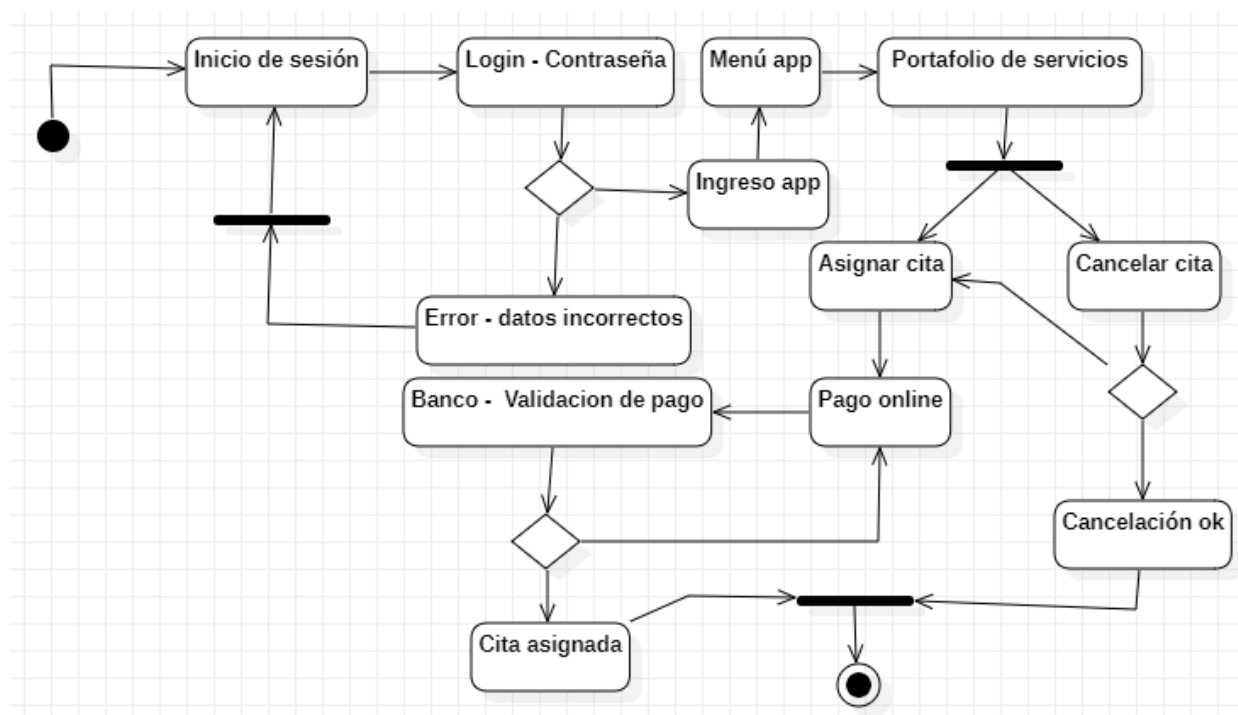 Inicio de sesión
Login - Contraseña
Menú app
Portafolio de servicios
Ingreso app
Asignar cita
Cancelar cita
Error - datos incorrectos
Banco -  Validacion de pago
Pago online
Cancelación ok
Cita asignada